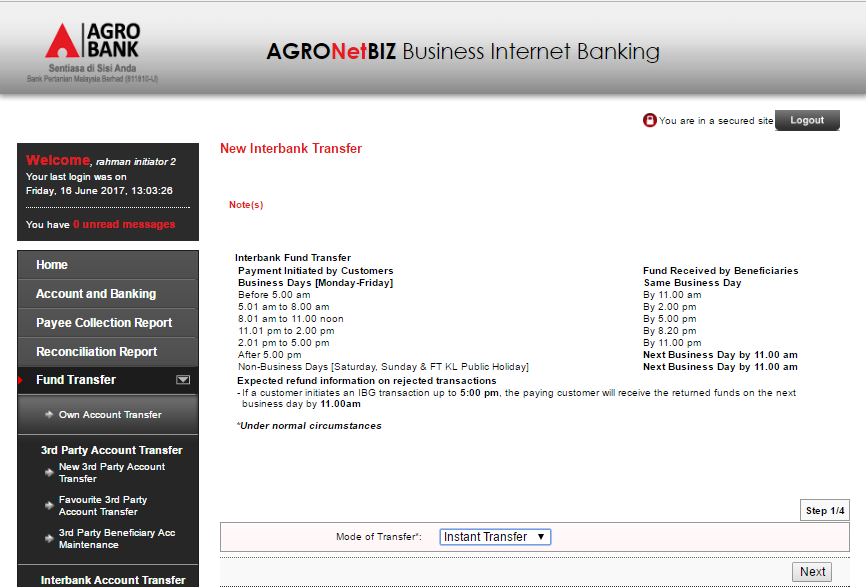 AGRO
BANK
Sentiasa di Sisi Anda
Bank Pertanian Malaysia Berhad (811810-U)
AGRONetBIZ Business Internet Banking
You are in a secured site
Logout
Welcome, rahman initiator 2
Your last login was on
Friday, 16 June 2017, 13:03:26
You have 0 unread messages
Home
Account and Banking
Payee Collection Report
Reconciliation Report
Fund Transfer
Own Account Transfer
3rd Party Account Transfer
New 3rd Party Account
Transfer
Favourite 3rd Party
Account Transfer
3rd Party Beneficiary Acc
Maintenance
Interbank Account Transfer
New Interbank Transfer
Note(s)
Interbank Fund Transfer
Payment Initiated by Customers Fund Received by Beneficiaries
Business Days [Monday-Friday] Same Business Day
Before 5.00 am By 11.00 am
5.01 am to 8.00 am By 2.00 pm
8.01 am to 11.00 noon By 5.00 pm
11.01 pm to 2.00 pm By 8.20 pm
2.01 pm to 5.00 pm By 11.00 pm
After 5.00 pm Next Business Day by 11.00 am
Non-Business Days [Saturday, Sunday & FT KL Public Holiday] Next Business Day by 11.00 am
Expected refund information on rejected transactions
- If a customer initiates an IBG transaction up to 5:00 pm, the paying customer will receive the returned funds on the next
business day by 11.00am
*Under normal circumstances
Step 1/4
Mode of Transfer*: Instant Transfer
Next